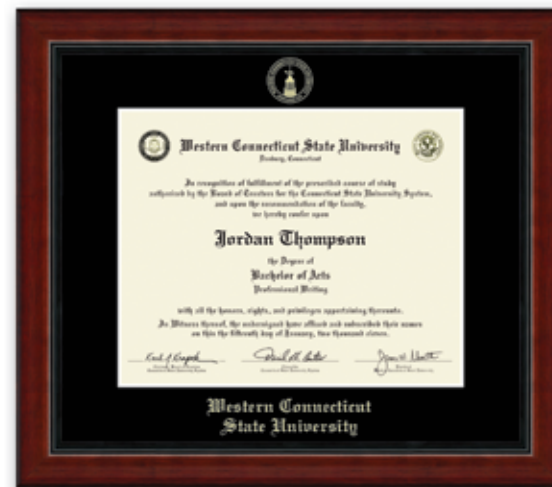 Western Connecticut State University
Danbury, Connecticut
In recognition of fulfillment of the prescribed course of study
authorized by the Board of Trustees for the Connecticut State University System,
and upon the recommendation of the faculty,
we hereby confer upon
Jordan Thompson
the Degree of
Bachelor of Arts
Professional Writing
with all the honors, rights, and privileges appertaining thereunto.
In Witness thereof, the undersigned have affixed and subscribed their names
on this the fifteenth day of January, two thousand eleven.
Western Connecticut
State University